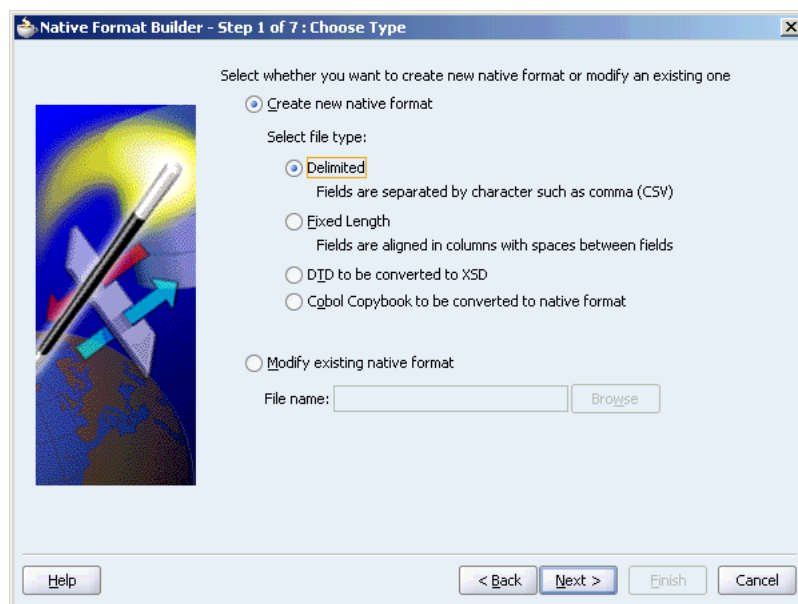 Native Format Builder - Step 1 of 7 : Choose Type
Select whether you want to create new native format or modify an existing one
Create new native format
Select file type:
Delimited
Fields are separated by character such as comma (CSV)
Fixed Length
Fields are aligned in columns with spaces between fields
DTD to be converted to XSD
Cobol Copybook to be converted to native format
Modify existing native format
File name: Browse
Help < Back Next > Finish Cancel